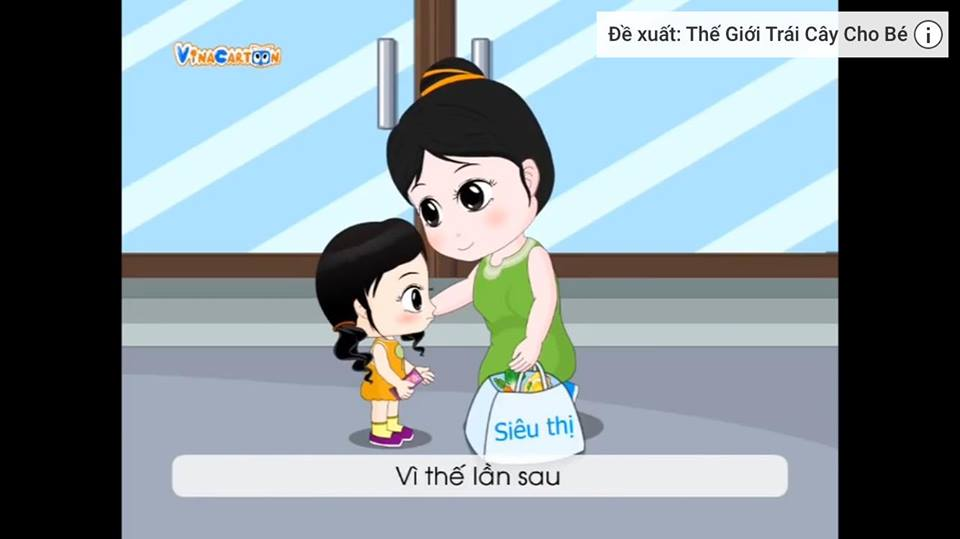 Đề xuất: Thế Giới Trái Cây Cho Bé
VINACARTOON
Siêu thị
Vì thế lần sau